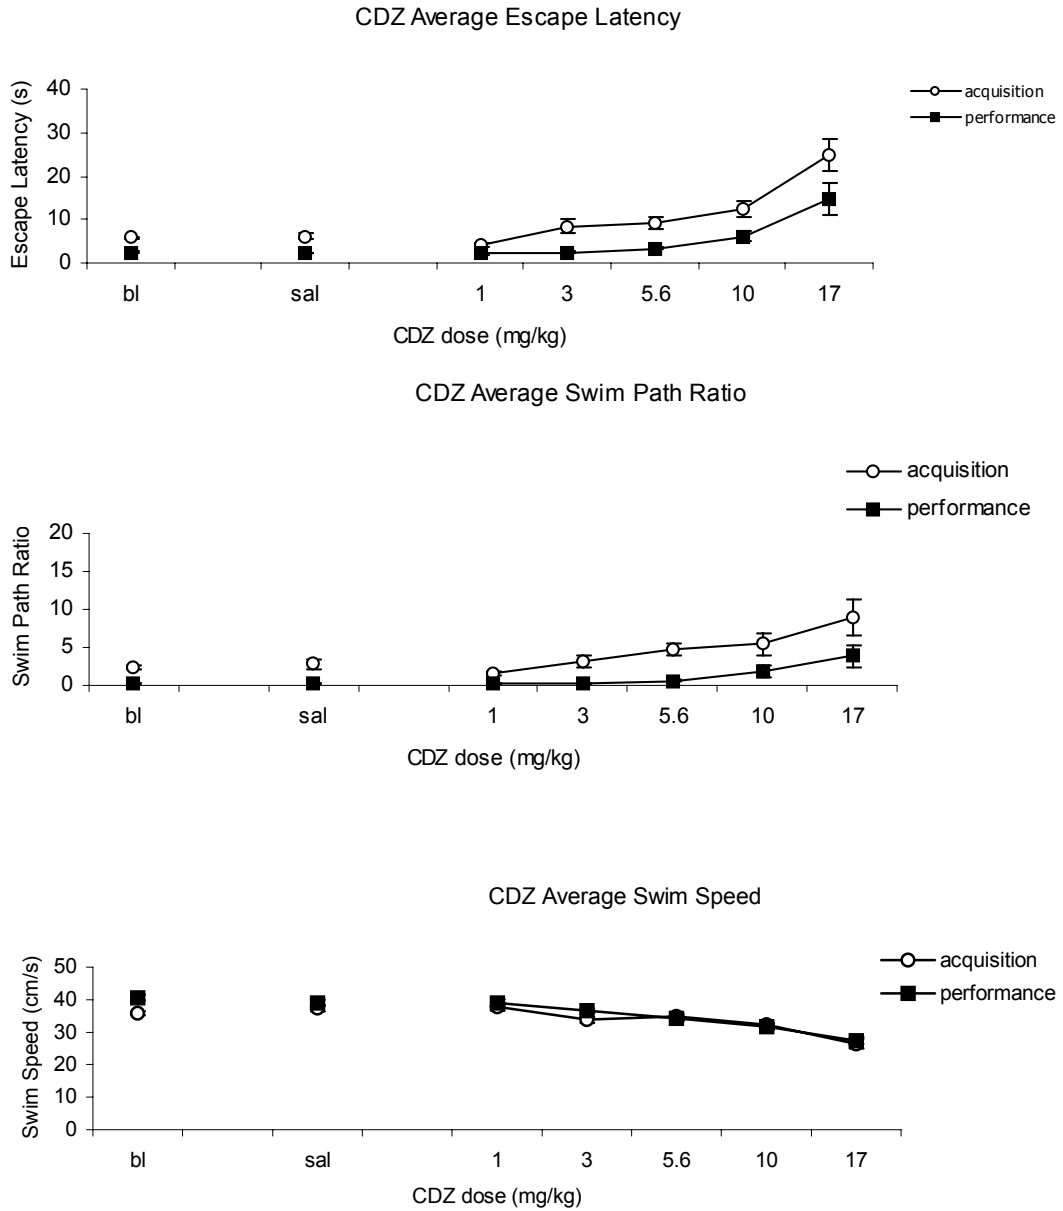 CDZ Average Escape Latency
Escape Latency (s)
40
30
20
10
0
acquisition
performance
bl sal 1 3 5.6 10 17
CDZ dose (mg/kg)
CDZ Average Swim Path Ratio
acquisition
performance
Swim Path Ratio
20
15
10
5
0
bl sal 1 3 5.6 10 17
CDZ dose (mg/kg)
CDZ Average Swim Speed
acquisition
performance
Swim Speed (cm/s)
50
40
30
20
10
0
bl sal 1 3 5.6 10 17
CDZ dose (mg/kg)